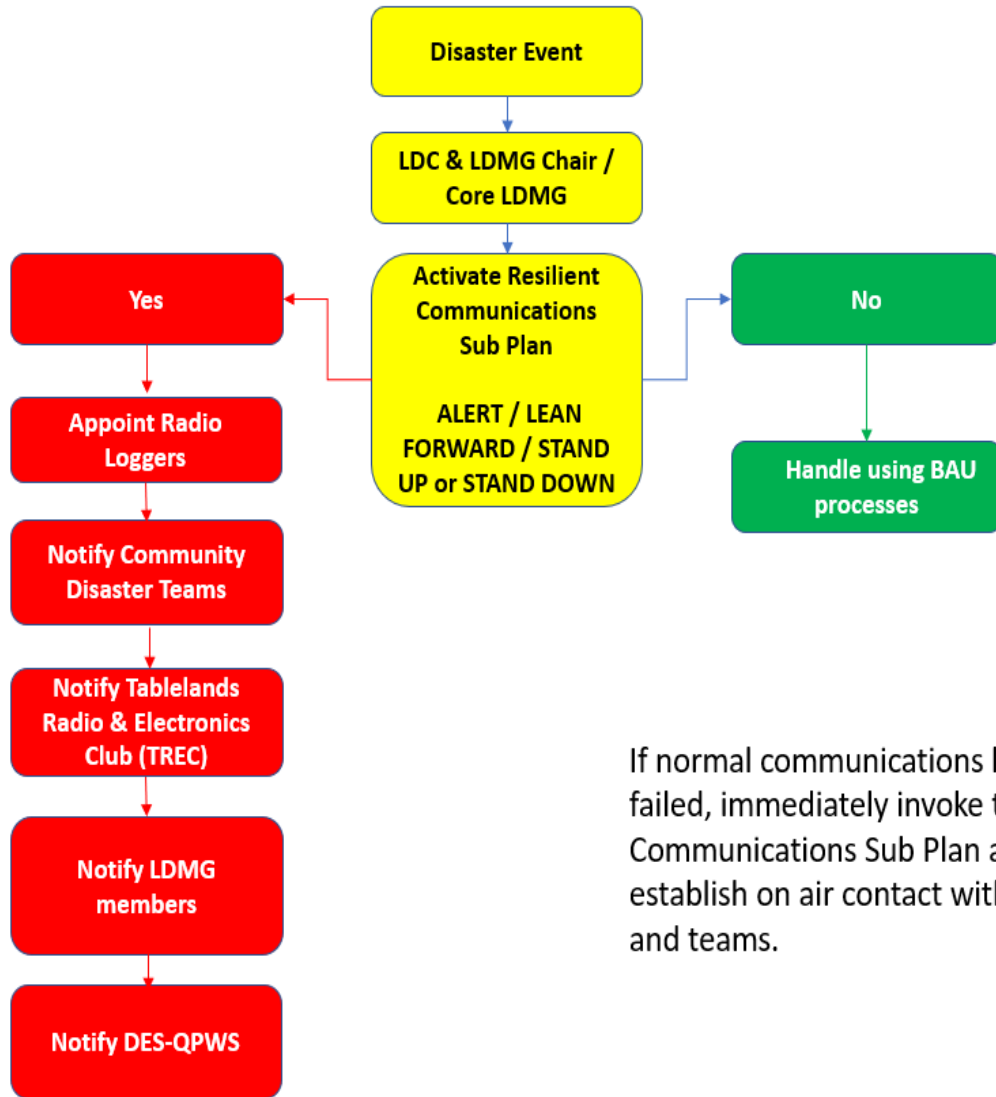 Disaster Event
LDC & LDMG Chair /
Core LDMG
Activate Resilient
Communications
Sub Plan
ALERT / LEAN
FORWARD / STAND
UP or STAND DOWN
Yes
Appoint Radio
Loggers
Notify Community
Disaster Teams
Notify Tablelands
Radio & Electronics
Club (TREC)
Notify LDMG
members
Notify DES-QPWS
No
Handle using BAU
processes
If normal communications
failed, immediately invoke
Communications Sub Plan
establish on air contact
and teams.